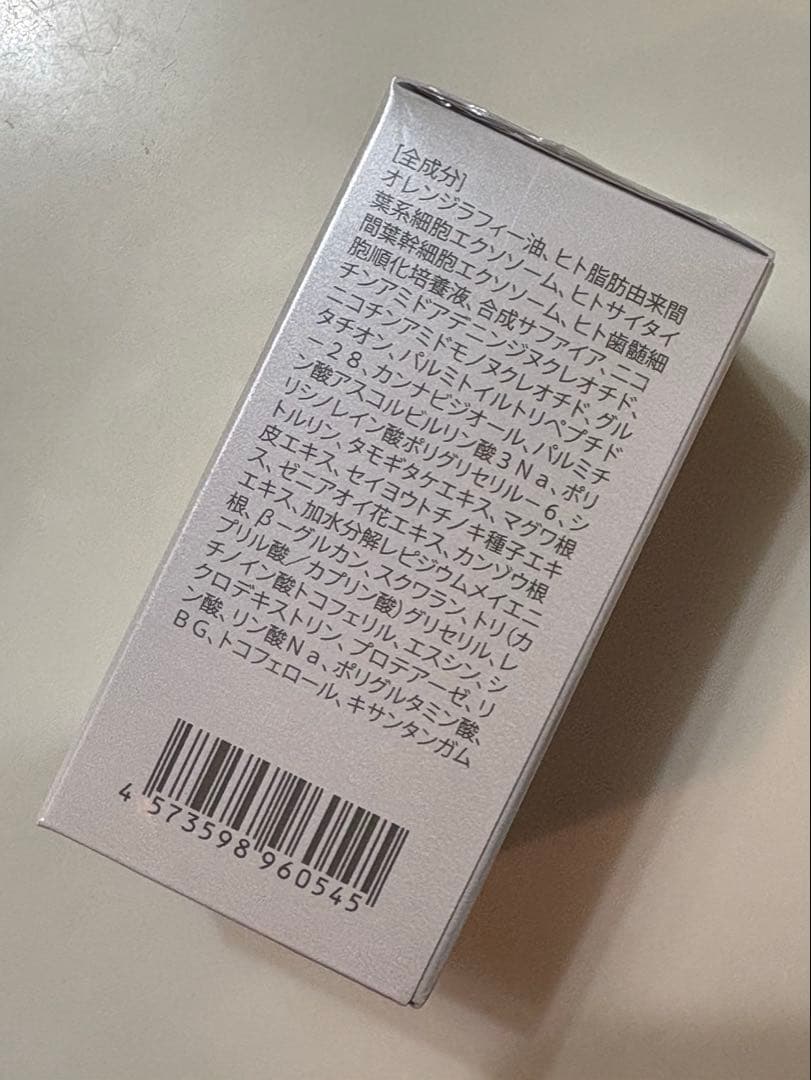 [全成分]
オレンジラフィー油、ヒト脂肪由来間
葉系細胞エクソソーム、ヒトサイタイ
間葉幹細胞エクソソーム、ヒト歯髄細
胞順化培養液、合成サファイア、ニコ
チンアミドアデニンジヌクレオチド、
ニコチンアミドモノヌクレオチド、グル
タチオン、パルミトイルトリペプチド
－２８、カンナビジオール、パルミチ
ン酸アスコルビルリン酸３Ｎａ、ポリ
リシノレイン酸ポリグリセリル－６、シ
トルリン、タモギタケエキス、マグワ根
皮エキス、セイヨウトチノキ種子エキ
ス、ゼニアオイ花エキス、カンゾウ根
エキス、加水分解レピジウムメイエニ
根、β－グルカン、スクワラン、トリ（カ
プリル酸／カプリン酸）グリセリル、レ
チノイン酸トコフェリル、エスシン、シ
クロデキストリン、プロテアーゼ、リ
ン酸、リン酸Ｎａ、ポリグルタミン酸、
ＢＧ、トコフェロール、キサンタンガム
4 573598 960545